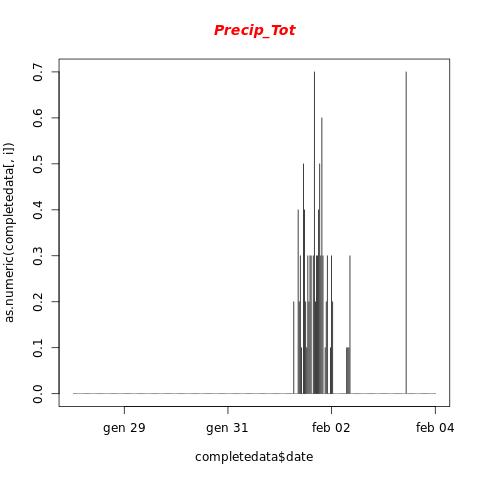 Precip_Tot
as.numeric(completedata[, i])
0.7
0.6
0.5
0.4
0.3
0.2
0.1
0.0
gen 29 gen 31 feb 02 feb 04
completedata$date